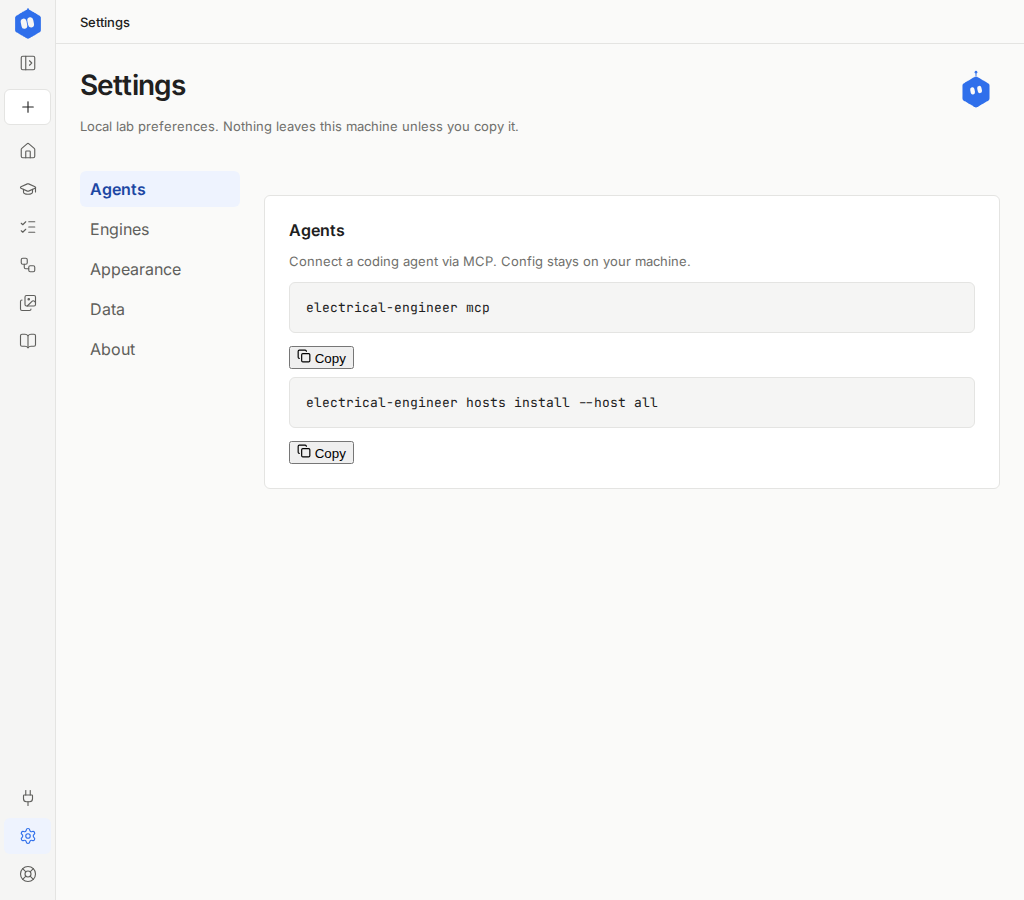 Settings
Settings
Local lab preferences. Nothing leaves this machine unless you copy it.
Agents
Engines
Appearance
Data
About
Agents
Connect a coding agent via MCP. Config stays on your machine.
electrical-engineer mcp
Copy
electrical-engineer hosts install --host all
Copy